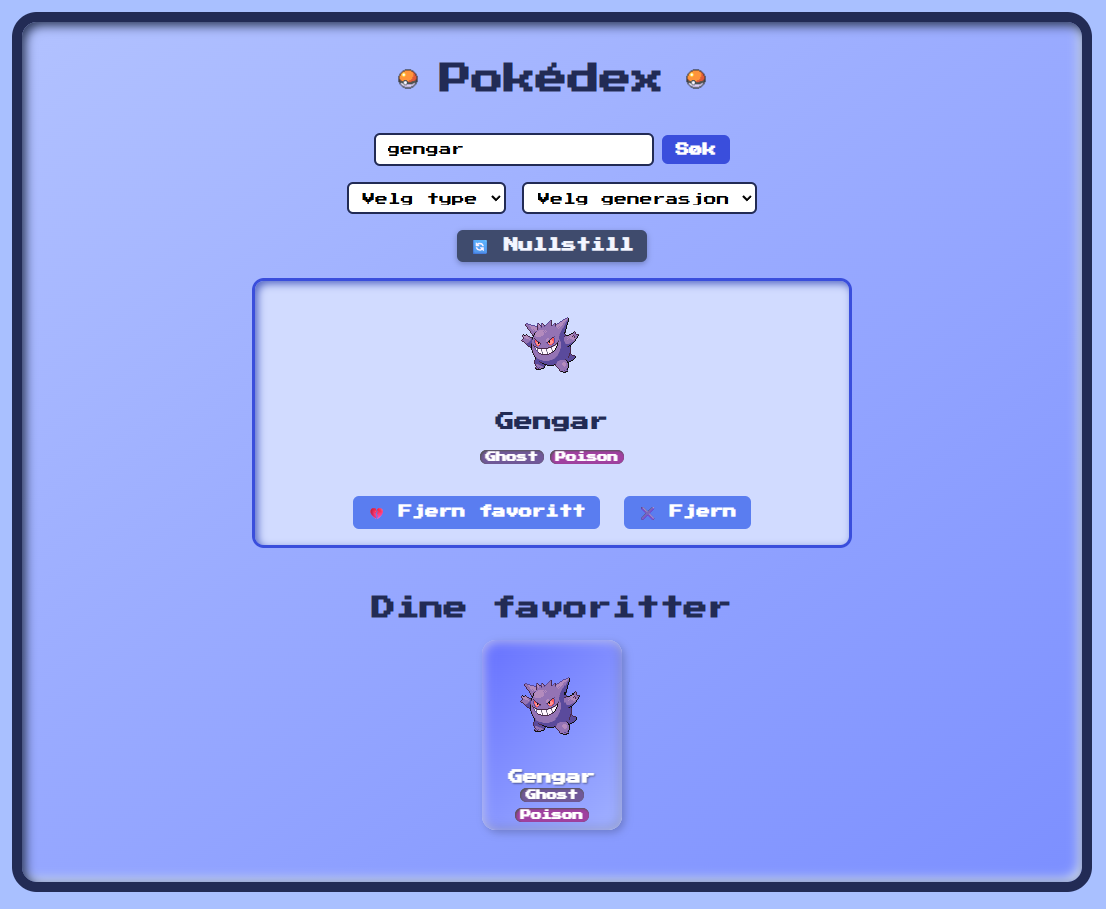 Pokédex
gengar Søk
Velg type Velg generasjon
Nullstill
Gengar
Ghost Poison
Fjern favoritt Fjern
Dine favoritter
Gengar
Ghost
Poison